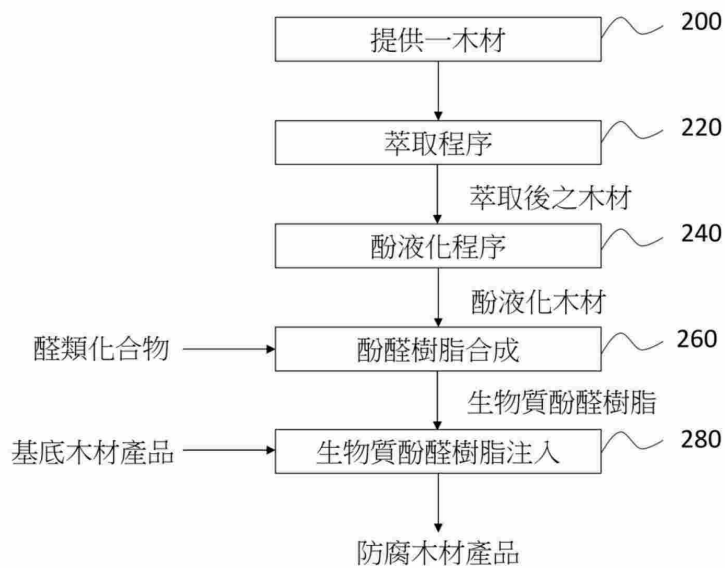 提供一木材
200
萃取程序
220
萃取後之木材
酚液化程序
240
酚液化木材
醛類化合物
酚醛樹脂合成
260
生物質酚醛樹脂
基底木材產品
生物質酚醛樹脂注入
280
防腐木材產品